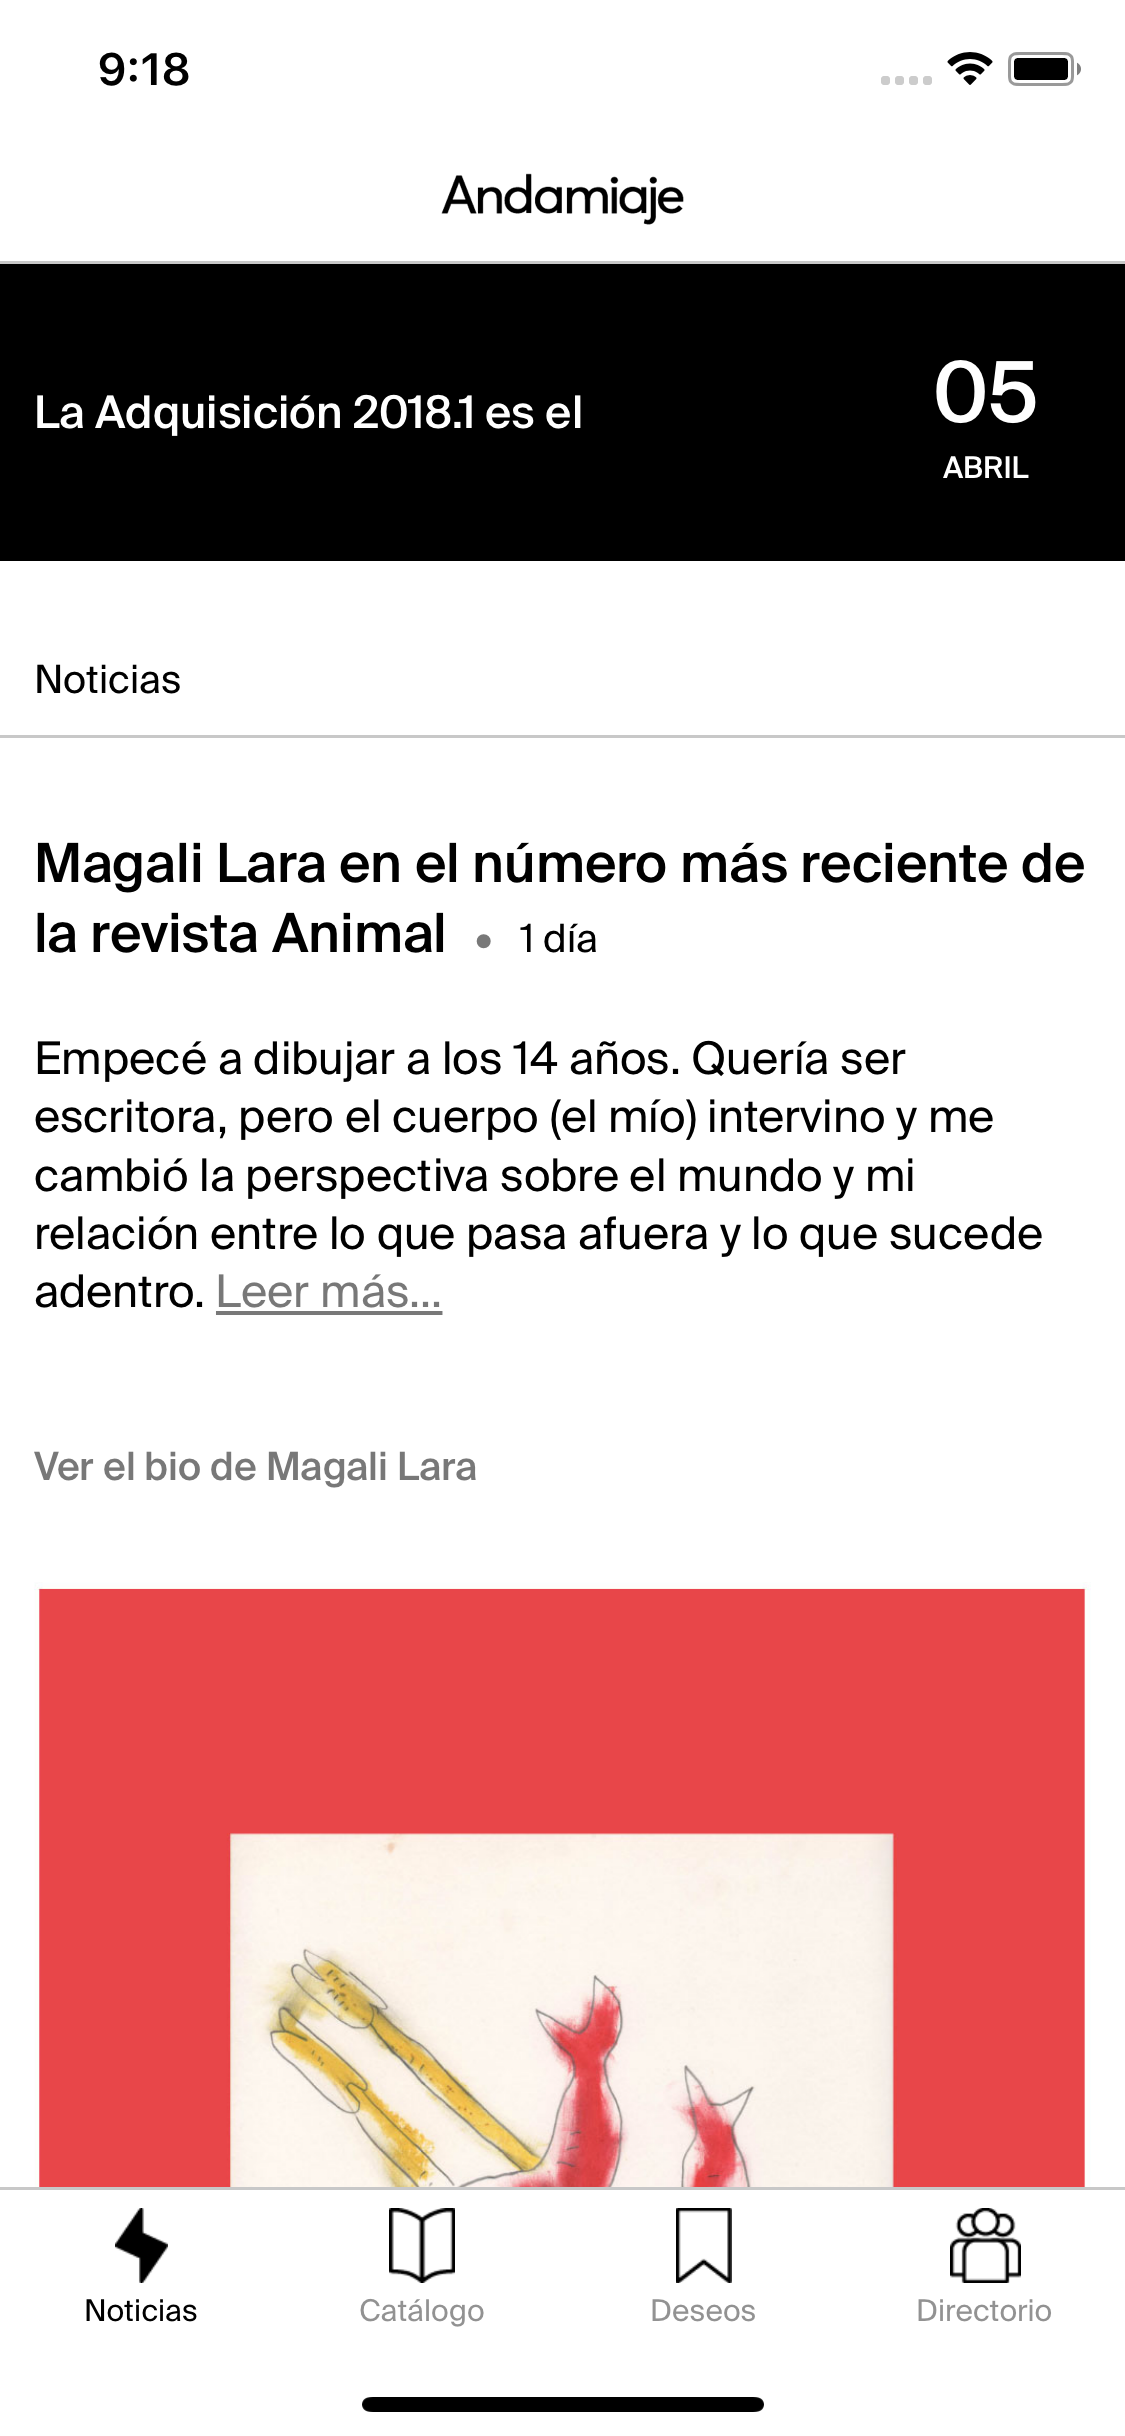 9:18
Andamiaje
La Adquisición 2018.1 es el
05
ABRIL
Noticias
Magali Lara en el número más reciente de
la revista Animal • 1 día
Empecé a dibujar a los 14 años. Quería ser
escritora, pero el cuerpo (el mío) intervino y me
cambió la perspectiva sobre el mundo y mi
relación entre lo que pasa afuera y lo que sucede
adentro. Leer más...
Ver el bio de Magali Lara
Noticias
Catálogo
Deseos
Directorio